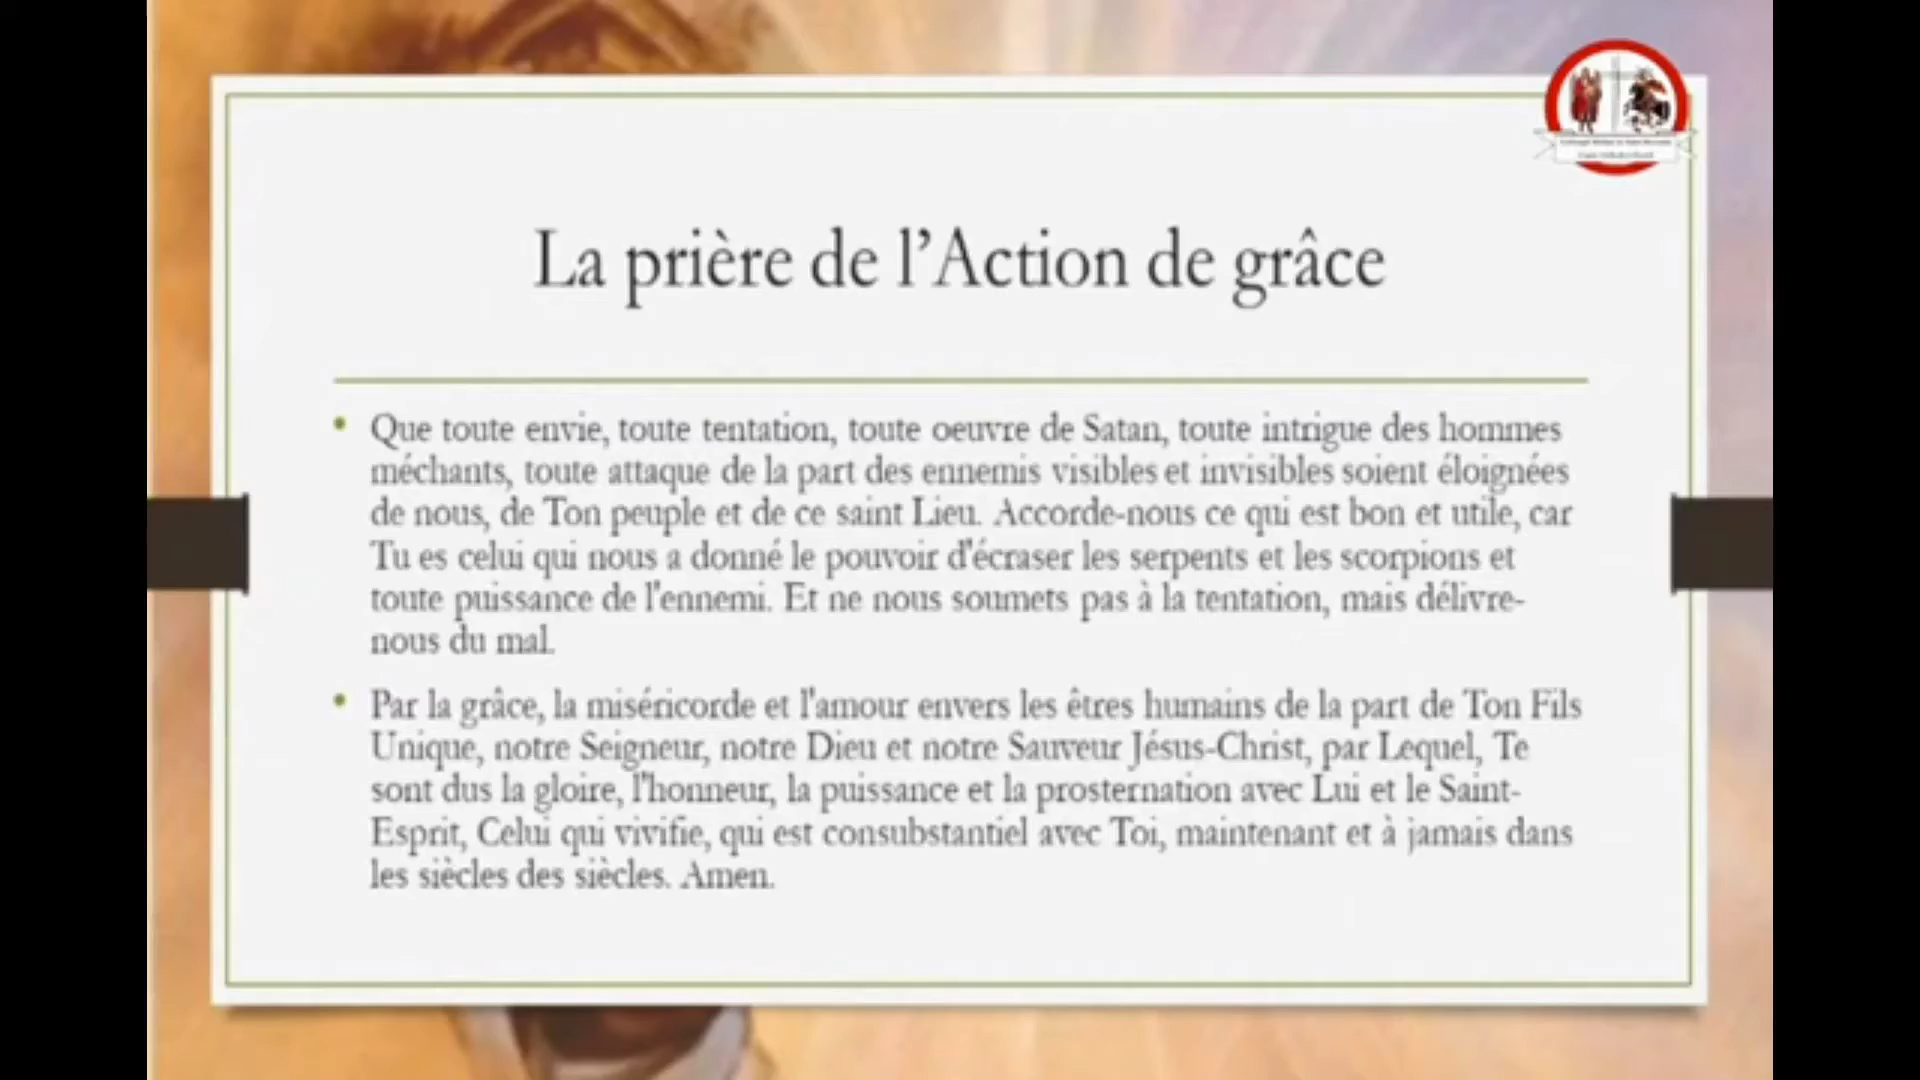 La prière de l’Action de grâce
• Que toute envie, toute tentation, toute oeuvre de Satan, toute intrigue des hommes
méchants, toute attaque de la part des ennemis visibles et invisibles soient éloignées
de nous, de Ton peuple et de ce saint Lieu. Accorde-nous ce qui est bon et utile, car
Tu es celui qui nous a donné le pouvoir d'écraser les serpents et les scorpions et
toute puissance de l'ennemi. Et ne nous soumets pas à la tentation, mais délivre-
nous du mal.
• Par la grâce, la miséricorde et l'amour envers les êtres humains de la part de Ton Fils
Unique, notre Seigneur, notre Dieu et notre Sauveur Jésus-Christ, par Lequel, Te
sont dus la gloire, l'honneur, la puissance et la prosternation avec Lui et le Saint-
Esprit, Celui qui vivifie, qui est consubstantiel avec Toi, maintenant et à jamais dans
les siècles des siècles. Amen.